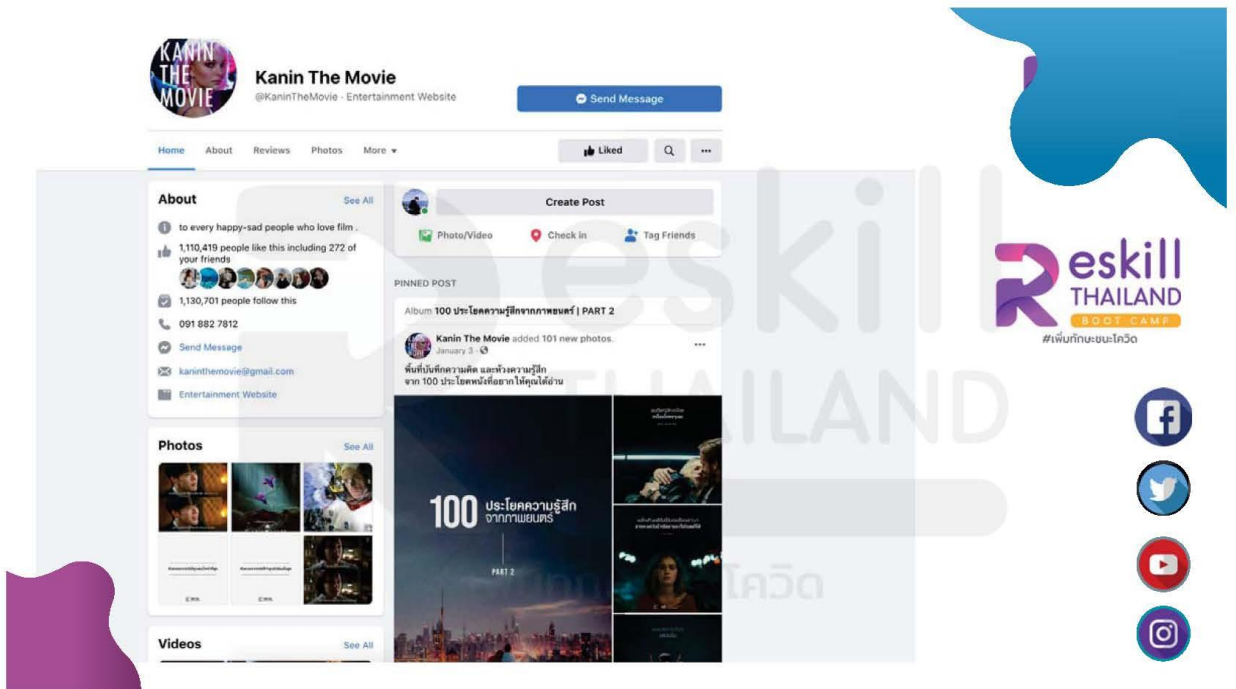 KANIN
THE
MOVIE
Kanin The Movie
@KaninTheMovie · Entertainment Website
Send Message
Home About Reviews Photos More
Liked
About
See All
to every happy-sad people who love film .
1,110,419 people like this including 272 of
your friends
1,130,701 people follow this
091 882 7812
Send Message
kaninthemovie@gmail.com
Entertainment Website
Photos
See All
Videos
See All
Create Post
Photo/Video Check in Tag Friends
PINNED POST
Album 100 ประโยคความรู้สึกจากภาพยนตร์ | PART 2
Kanin The Movie added 101 new photos.
January 3 ·
พื้นที่บันทึกความคิด และห้วงความรู้สึก
จาก 100 ประโยคหนังที่อยากให้คุณได้อ่าน
100 ประโยคความรู้สึก
จากภาพยนตร์
PART 2
eskill
THAILAND
BOOT CAMP
#เพิ่มทักษะชนะโควิด
eskill
THAILAND
โควิด